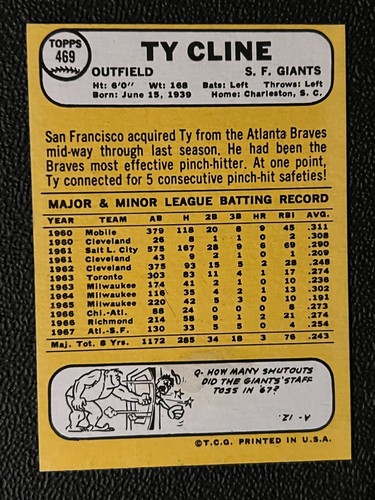 TOPPS
469
TY CLINE
OUTFIELD S. F. GIANTS
Ht: 6'0" Wt: 168 Bats: Left Throws: Left
Born: June 15, 1939 Home: Charleston, S. C.
San Francisco acquired Ty from the Atlanta Braves
mid-way through last season. He had been the
Braves most effective pinch-hitter. At one point,
Ty connected for 5 consecutive pinch-hit safeties!
MAJOR & MINOR LEAGUE BATTING RECORD
YEAR TEAM AB H 2B 3B HR RBI AVG.
1960 Mobile 379 118 20 8 9 45 .311
1960 Cleveland 26 8 1 1 0 2 .308
1961 Salt L. City 575 167 28 9 6 69 .290
1961 Cleveland 43 9 2 1 0 1 .209
1962 Cleveland 375 93 15 5 2 28 .248
1963 Toronto 303 83 11 4 1 17 .274
1963 Milwaukee 174 41 2 1 0 10 .236
1964 Milwaukee 116 35 4 2 1 13 .302
1965 Milwaukee 220 42 5 3 0 10 .191
1966 Chi.-Atl. 88 24 0 0 0 8 .273
1966 Richmond 214 58 9 1 2 21 .274
1967 Atl.-S.F. 130 33 5 5 0 4 .254
Maj. Tot. 8 Yrs. 1172 285 34 18 3 76 .243
Q. HOW MANY SHUTOUTS
DID THE GIANTS' STAFF
TOSS IN '67?
A- 12.
©T.C.G. PRINTED IN U.S.A.